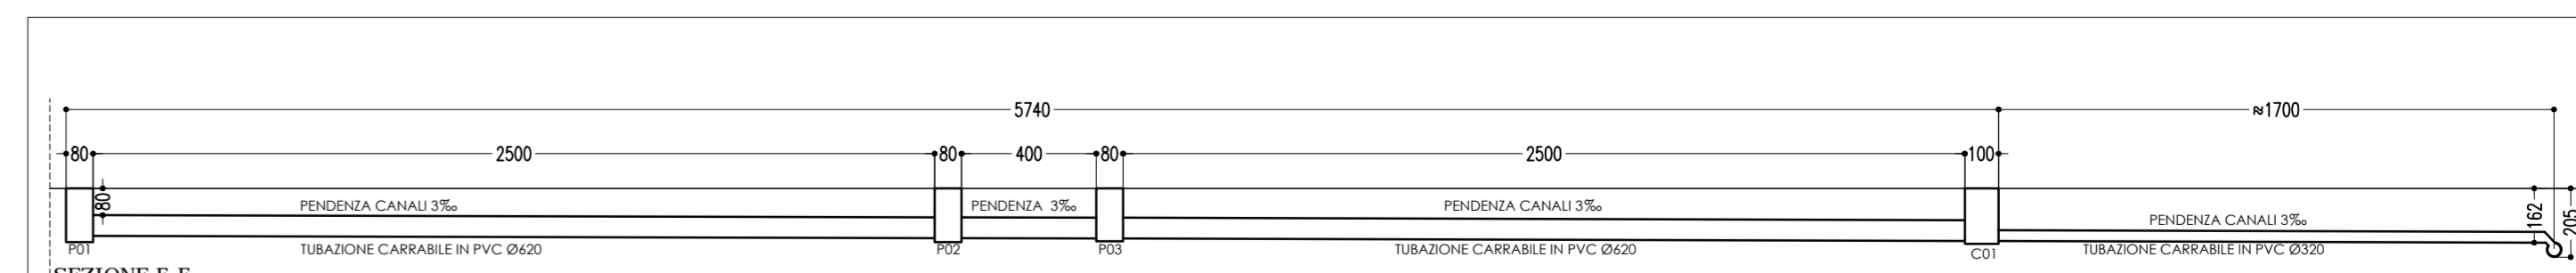 5740 ≈1700
80 2500 80 400 80 2500 100
80
PENDENZA CANALI 3‰ PENDENZA 3‰ PENDENZA CANALI 3‰ PENDENZA CANALI 3‰
162 205
P01 TUBAZIONE CARRABILE IN PVC Ø620 P02 P03 TUBAZIONE CARRABILE IN PVC Ø620 C01 TUBAZIONE CARRABILE IN PVC Ø320
SEZIONE